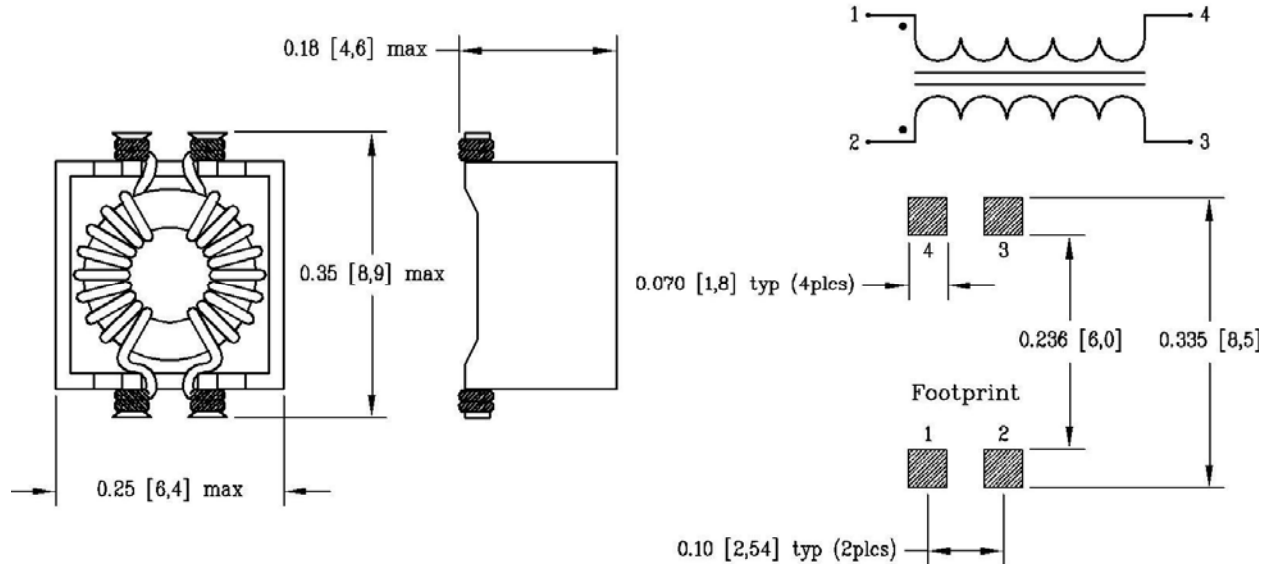 0.18 [4,6] max
0.35 [8,9] max
0.25 [6,4] max
1
4
2
3
4
3
0.070 [1,8] typ (4plcs)
0.236 [6,0]
0.335 [8,5]
Footprint
1
2
0.10 [2,54] typ (2plcs)